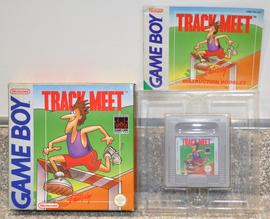 GAME BOY
Nintendo
TRACK MEET
Nintendo
GAME BOY
TRACK MEET
INSTRUCTION BOOKLET
TRACK MEET